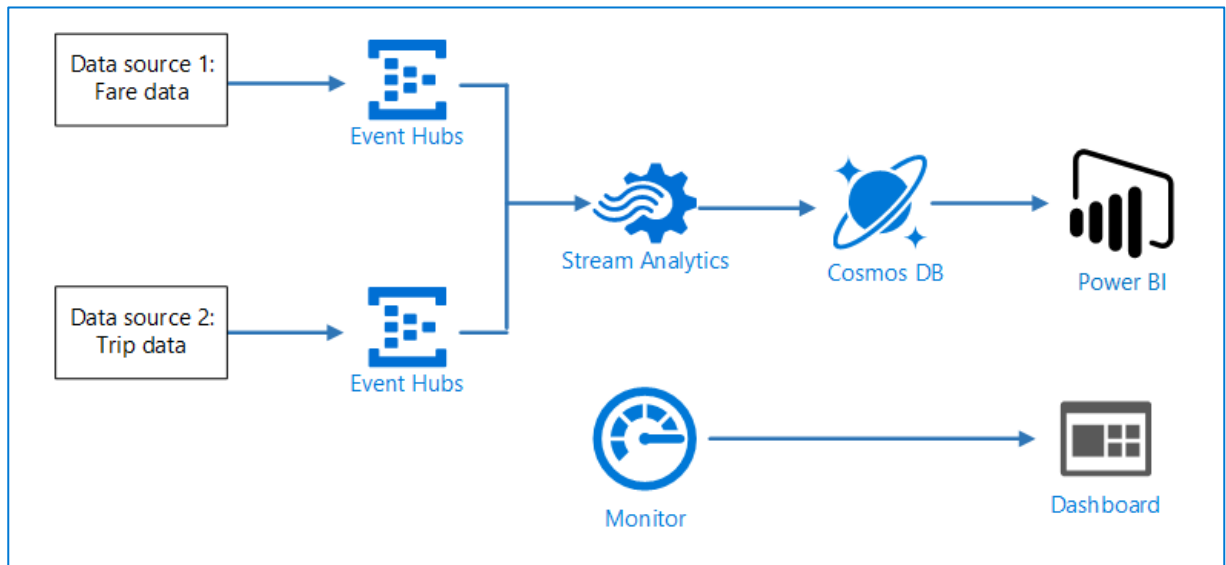 Data source 1:
Fare data
Event Hubs
Stream Analytics
Cosmos DB
Power BI
Data source 2:
Trip data
Event Hubs
Monitor
Dashboard